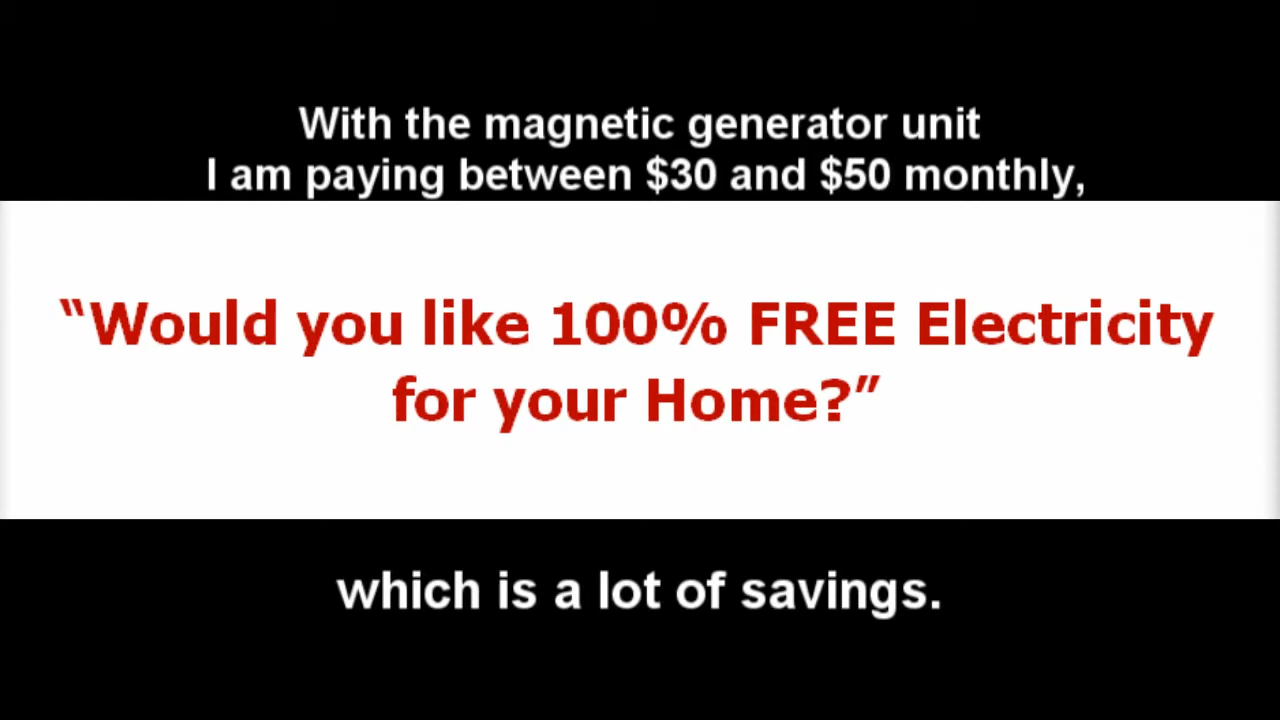 With the magnetic generator unit
I am paying between $30 and $50 monthly,
“Would you like 100% FREE Electricity
for your Home?”
which is a lot of savings.